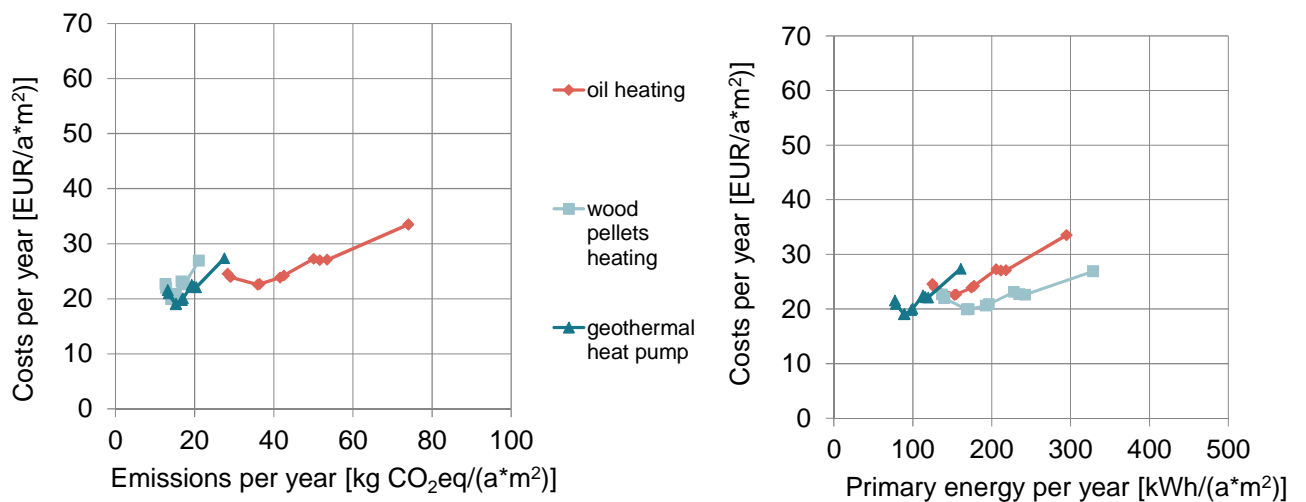 Costs per year [EUR/a*m²)]
70
60
50
40
30
20
10
0
0 20 40 60 80 100
Emissions per year [kg CO₂eq/(a*m²)]
oil heating
wood
pellets
heating
geothermal
heat pump
Costs per year [EUR/a*m²)]
70
60
50
40
30
20
10
0
0 100 200 300 400 500
Primary energy per year [kWh/(a*m²)]